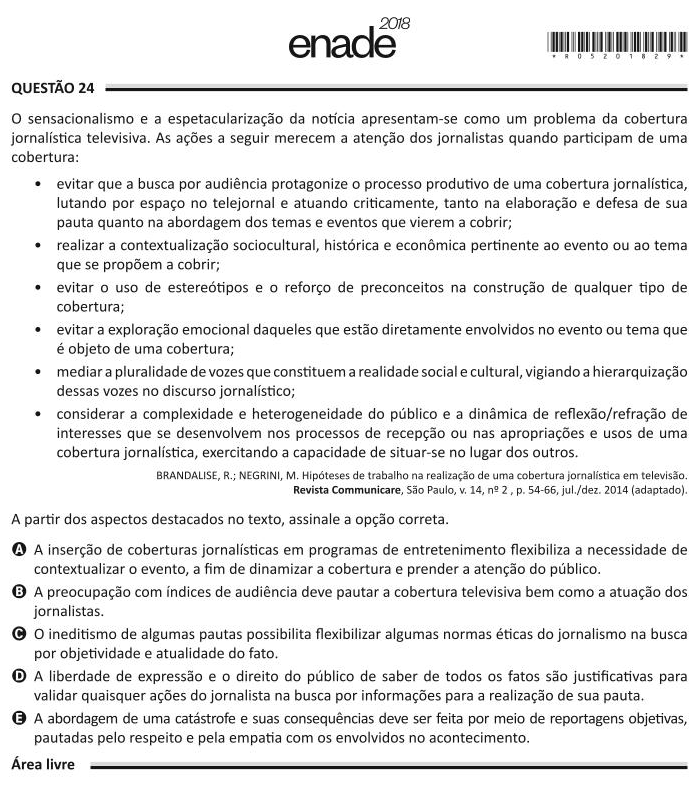 enade 2018
*R05201829*
QUESTÃO 24
O sensacionalismo e a espetacularização da notícia apresentam-se como um problema da cobertura
jornalística televisiva. As ações a seguir merecem a atenção dos jornalistas quando participam de uma
cobertura:
• evitar que a busca por audiência protagonize o processo produtivo de uma cobertura jornalística,
lutando por espaço no telejornal e atuando criticamente, tanto na elaboração e defesa de sua
pauta quanto na abordagem dos temas e eventos que vierem a cobrir;
• realizar a contextualização sociocultural, histórica e econômica pertinente ao evento ou ao tema
que se propõem a cobrir;
• evitar o uso de estereótipos e o reforço de preconceitos na construção de qualquer tipo de
cobertura;
• evitar a exploração emocional daqueles que estão diretamente envolvidos no evento ou tema que
é objeto de uma cobertura;
• mediar a pluralidade de vozes que constituem a realidade social e cultural, vigiando a hierarquização
dessas vozes no discurso jornalístico;
• considerar a complexidade e heterogeneidade do público e a dinâmica de reflexão/refração de
interesses que se desenvolvem nos processos de recepção ou nas apropriações e usos de uma
cobertura jornalística, exercitando a capacidade de situar-se no lugar dos outros.
BRANDALISE, R.; NEGRINI, M. Hipóteses de trabalho na realização de uma cobertura jornalística em televisão.
Revista Communicare, São Paulo, v. 14, nº 2 , p. 54-66, jul./dez. 2014 (adaptado).
A partir dos aspectos destacados no texto, assinale a opção correta.
A A inserção de coberturas jornalísticas em programas de entretenimento flexibiliza a necessidade de
contextualizar o evento, a fim de dinamizar a cobertura e prender a atenção do público.
B A preocupação com índices de audiência deve pautar a cobertura televisiva bem como a atuação dos
jornalistas.
C O ineditismo de algumas pautas possibilita flexibilizar algumas normas éticas do jornalismo na busca
por objetividade e atualidade do fato.
D A liberdade de expressão e o direito do público de saber de todos os fatos são justificativas para
validar quaisquer ações do jornalista na busca por informações para a realização de sua pauta.
E A abordagem de uma catástrofe e suas consequências deve ser feita por meio de reportagens objetivas,
pautadas pelo respeito e pela empatia com os envolvidos no acontecimento.
Área livre